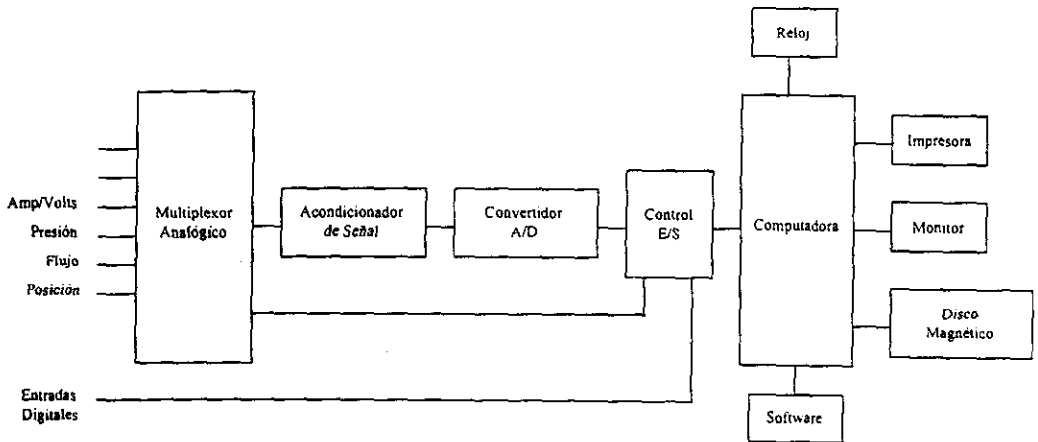 Reloj
Impresora
Amp/Volts
Presión
Flujo
Posición
Multiplexor
Analógico
Acondicionador
de Señal
Convertidor
A/D
Control
E/S
Computadora
Monitor
Disco
Magnético
Entradas
Digitales
Software